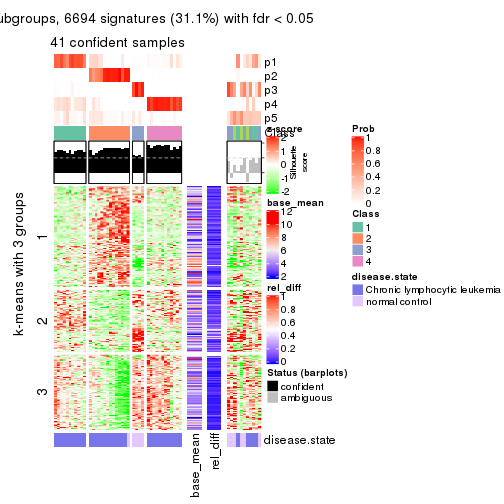 ubgroups, 6694 signatures (31.1%) with fdr < 0.05
41 confident samples
p1
p2
p3
p4
p5
Class
z-score
2
1
0
-1
-2
Silhouette
score
base_mean
12
10
8
6
4
2
rel_diff
1
0.8
0.6
0.4
0.2
0
Status (barplots)
confident
ambiguous
Prob
1
0.8
0.6
0.4
0.2
0
Class
1
2
3
4
disease.state
Chronic lymphocytic leukemia
normal control
k-means with 3 groups
1
2
3
base_mean
rel_diff
disease.state